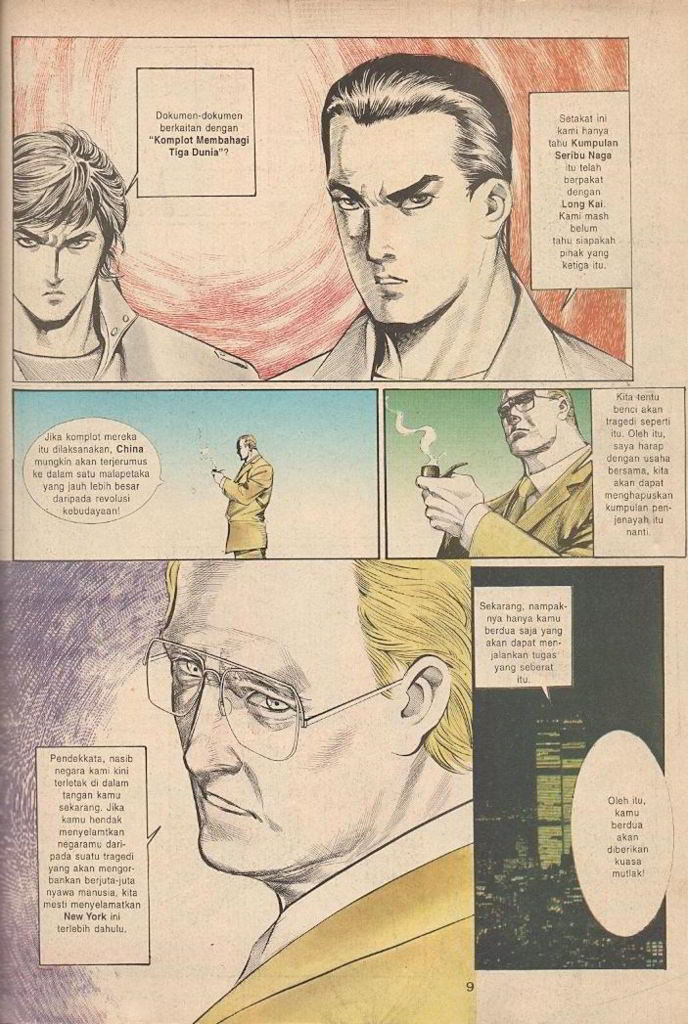 Dokumen-dokumen
berkaitan dengan
"Komplot Membahagi
Tiga Dunia"?
Setakat ini
kami hanya
tahu Kumpulan
Seribu Naga
itu telah
berpakat
dengan
Long Kai.
Kami mash
belum
tahu siapakah
pihak yang
ketiga itu.
Jika komplot mereka
itu dilaksanakan, China
mungkin akan terjerumus
ke dalam satu malapetaka
yang jauh lebih besar
daripada revolusi
kebudayaan!
Kita tentu
benci akan
tragedi seperti
itu. Oleh itu,
saya harap
dengan usaha
bersama, kita
akan dapat
menghapuskan
kumpulan pen-
jenayah itu
nanti.
Sekarang, nampak-
nya hanya kamu
berdua saja yang
akan dapat men-
jalankan tugas
yang seberat
itu.
Oleh itu,
kamu
berdua
akan
diberikan
kuasa
mutlak!
Pendekkata, nasib
negara kami kini
terletak di dalam
tangan kamu
sekarang. Jika
kamu hendak
menyelamtkan
negaramu dari-
pada suatu tragedi
yang akan mengor-
bankan berjuta-juta
nyawa manusia, kita
mesti menyelamatkan
New York ini
terlebih dahulu.
9